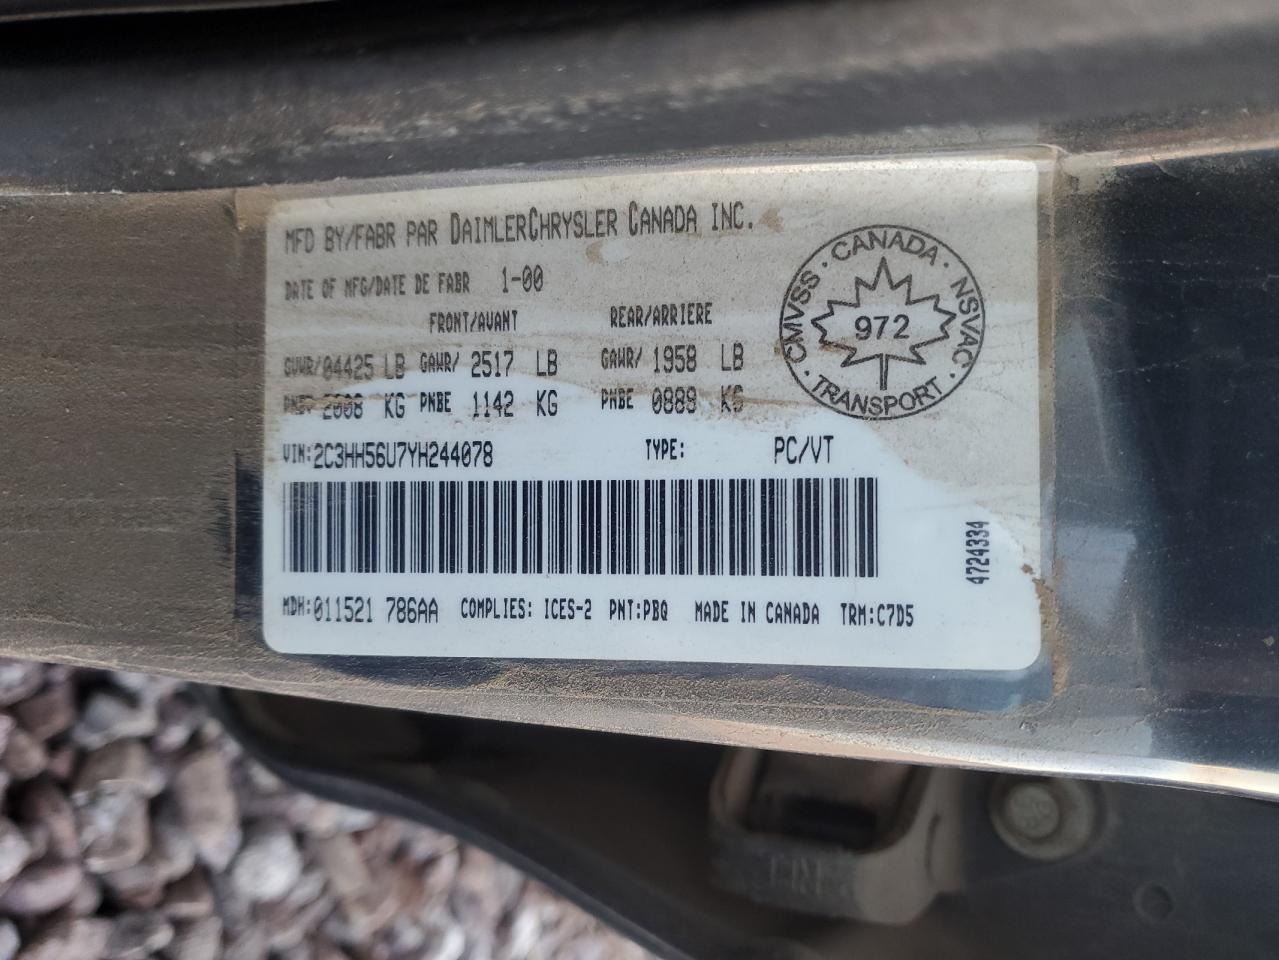 MFD BY/FABR PAR DAIMLERCHRYSLER CANADA INC.
DATE OF MFG/DATE DE FABR 1-00
FRONT/AVANT REAR/ARRIERE
GVWR/04425 LB GAWR/ 2517 LB GAWR/ 1958 LB
PNBV 2008 KG PNBE 1142 KG PNBE 0888 KG
VIN:2C3HH56U7YH244078 TYPE: PC/VT
MDH:011521 786AA COMPLIES: ICES-2 PNT:PBQ MADE IN CANADA TRM:C7D5
4724334
CMVSS · CANADA · NSVAC · TRANSPORT ·
972